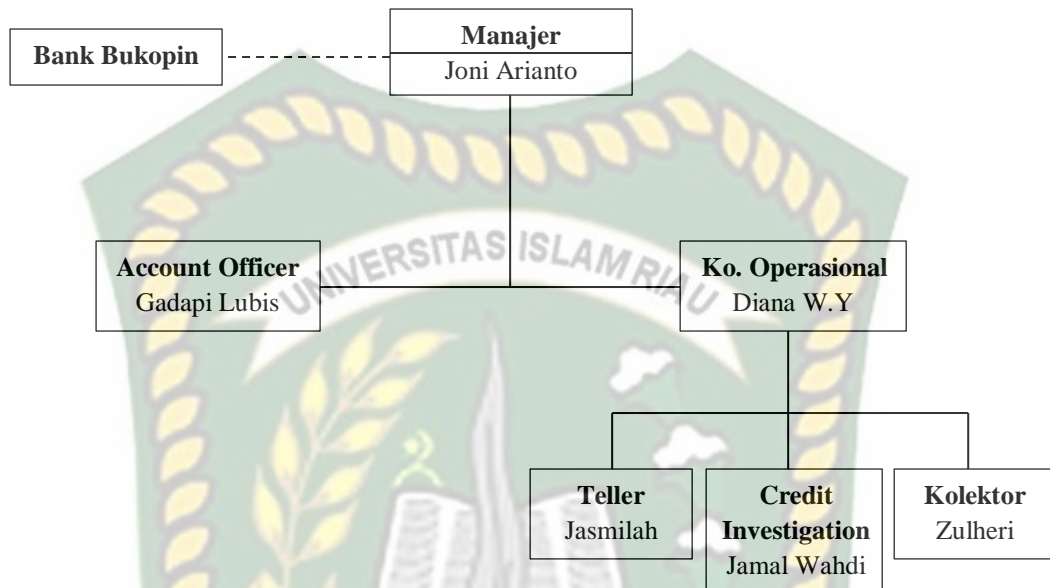 Manajer
Bank Bukopin
Joni Arianto
UNIVERSITAS ISLAM RIAU
Account Officer
Gadapi Lubis
Ko. Operasional
Diana W.Y
Teller
Jasmilah
Credit
Investigation
Jamal Wahdi
Kolektor
Zulheri